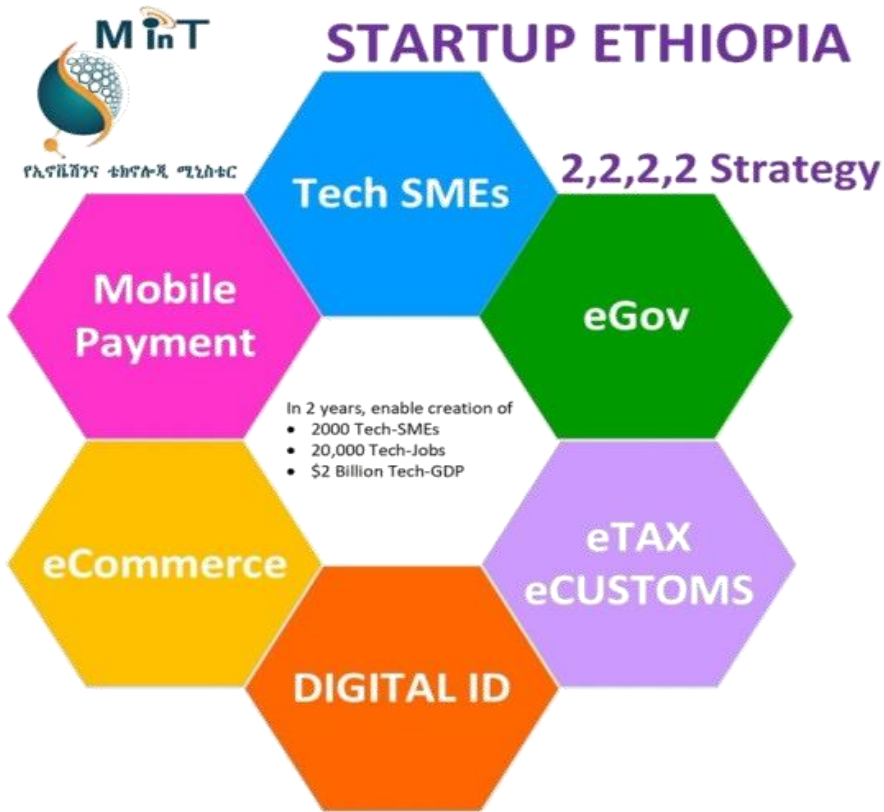 MinT
STARTUP ETHIOPIA
የኢኖቬሽንና ቴክኖሎጂ ሚኒስቴር
2,2,2,2 Strategy
Tech SMEs
Mobile
Payment
eGov
In 2 years, enable creation of
• 2000 Tech-SMEs
• 20,000 Tech-Jobs
• $2 Billion Tech-GDP
eCommerce
eTAX
eCUSTOMS
DIGITAL ID